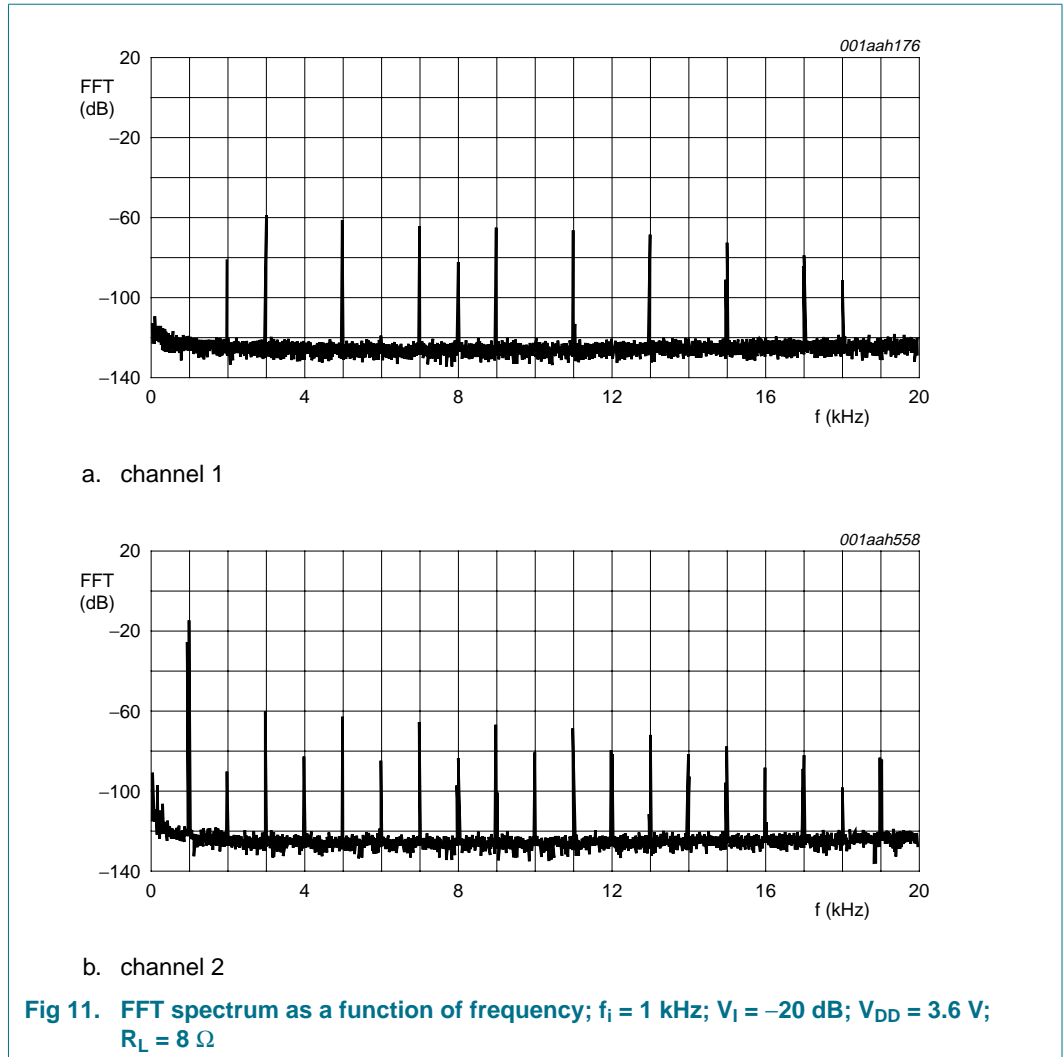 001aah176
20
FFT
(dB)
−20
−60
−100
−140
0 4 8 12 16 20
f (kHz)
a. channel 1
001aah558
20
FFT
(dB)
−20
−60
−100
−140
0 4 8 12 16 20
f (kHz)
b. channel 2
Fig 11. FFT spectrum as a function of frequency; fi = 1 kHz; VI = −20 dB; VDD = 3.6 V;
RL = 8 Ω